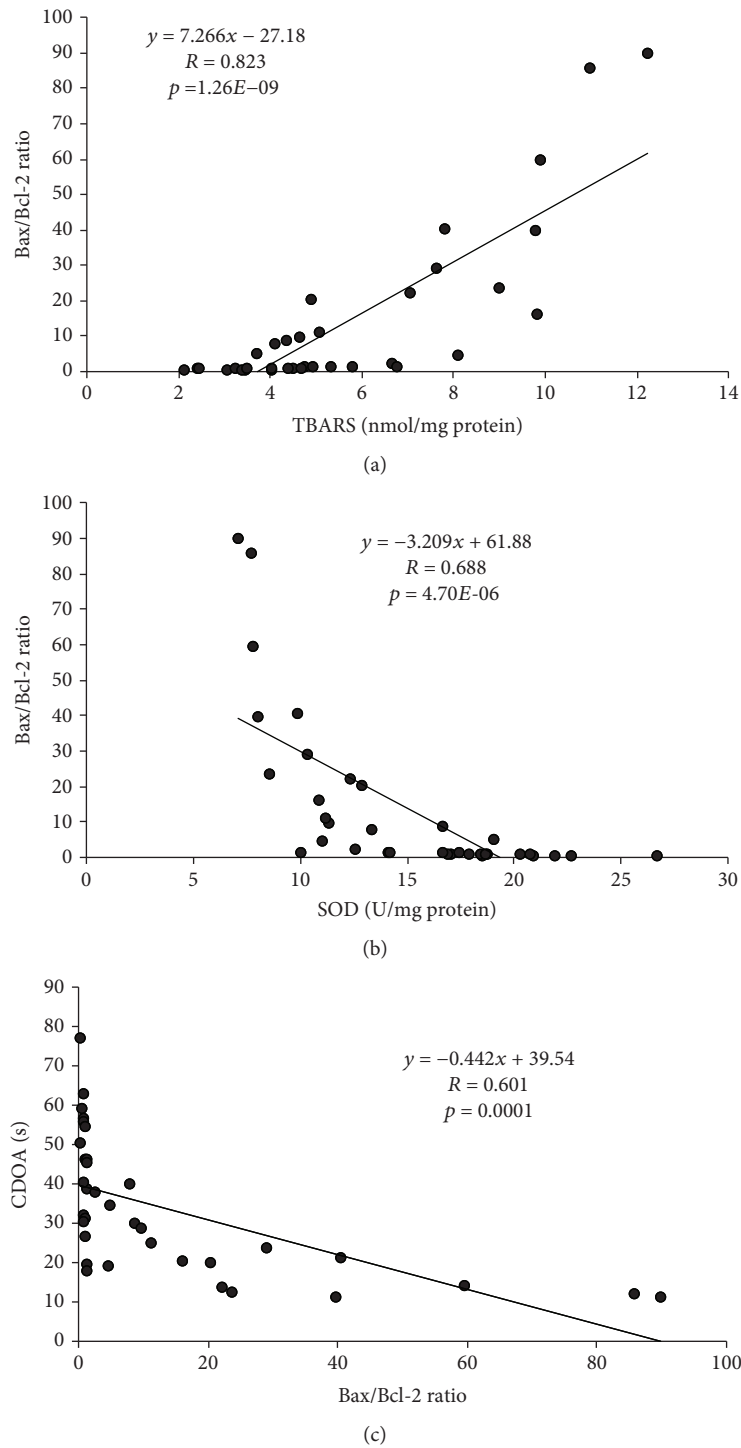 100
90
80
70
60
50
40
30
20
10
0
Bax/Bcl-2 ratio
y = 7.266x − 27.18
R = 0.823
p =1.26E−09
0 2 4 6 8 10 12 14
TBARS (nmol/mg protein)
(a)
100
90
80
70
60
50
40
30
20
10
0
Bax/Bcl-2 ratio
y = −3.209x + 61.88
R = 0.688
p = 4.70E-06
0 5 10 15 20 25 30
SOD (U/mg protein)
(b)
90
80
70
60
50
40
30
20
10
0
CDOA (s)
y = −0.442x + 39.54
R = 0.601
p = 0.0001
0 20 40 60 80 100
Bax/Bcl-2 ratio
(c)